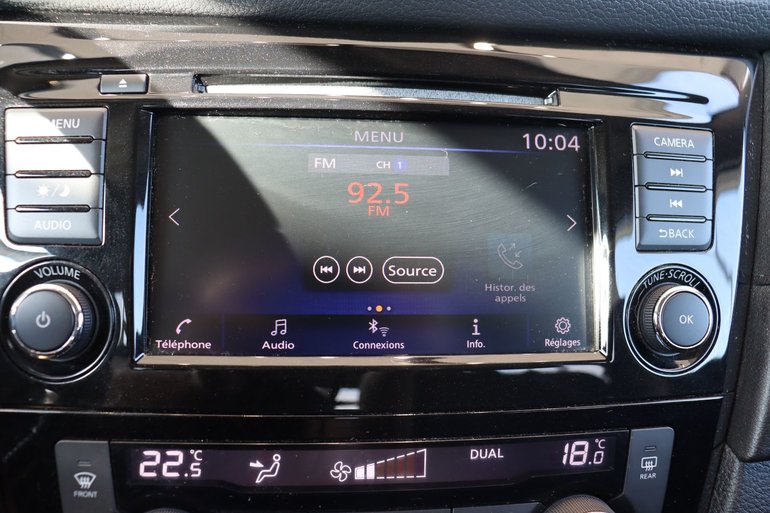 MENU
AUDIO
VOLUME
MENU
10:04
FM CH 1
92.5
FM
Source
Histor. des
appels
Téléphone
Audio
Connexions
Info.
Réglages
CAMERA
BACK
TUNE·SCROLL
OK
FRONT
22.5°C
DUAL
18.0°C
REAR